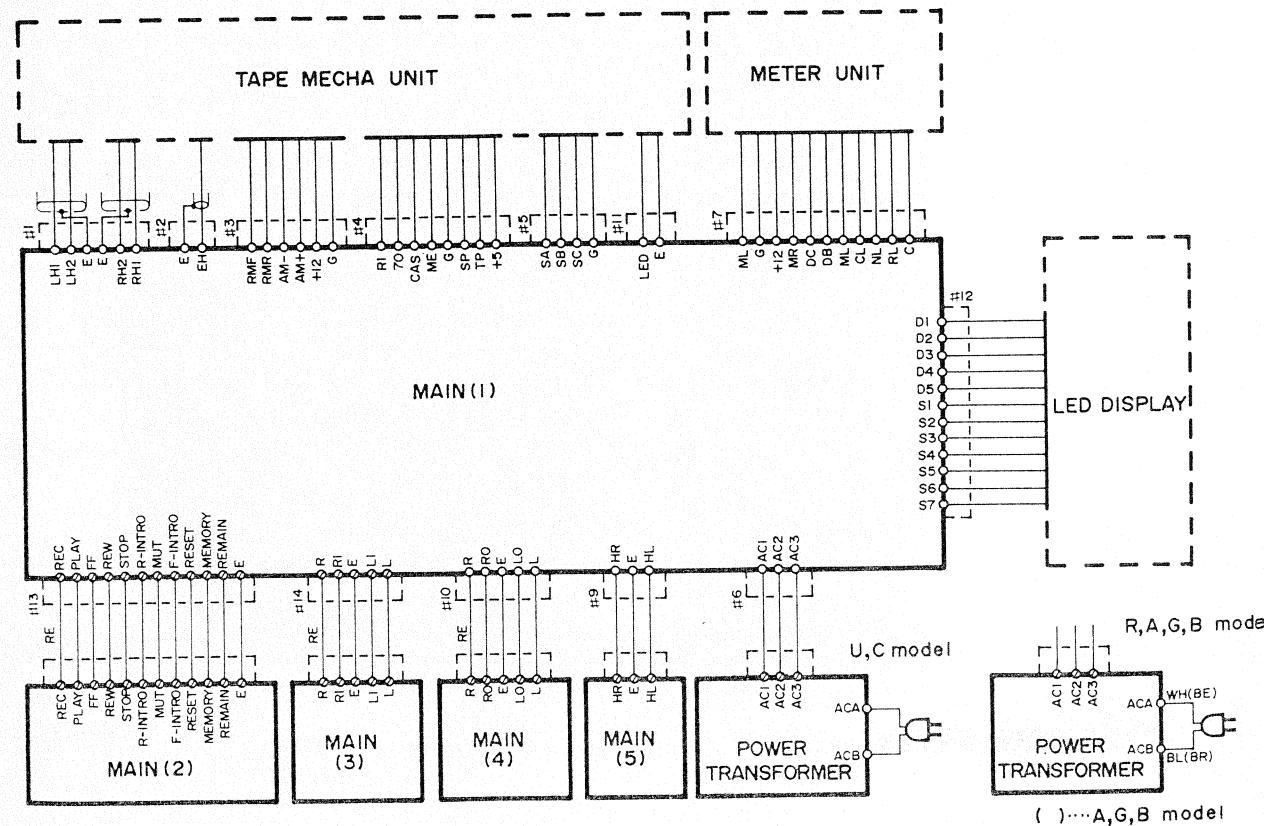 TAPE MECHA UNIT
METER UNIT
#1
#2
#3
#4
#5
#11
#7
LH1
LH2
E
E
RH2
RH1
E
EH
RMF
RMR
AM-
AM+
+12
G
R1
70
CAS
ME
G
SP
TP
+5
SA
SB
SC
G
LED
E
ML
G
+12
MR
DC
DB
ML
CL
NL
RL
C
#12
D1
D2
D3
D4
D5
S1
S2
S3
S4
S5
S6
S7
LED DISPLAY
MAIN (1)
REC
PLAY
FF
REW
STOP
R-INTRO
MUT
F-INTRO
RESET
MEMORY
REMAIN
E
R
RI
E
LI
L
R
RO
E
LO
L
HR
E
HL
AC1
AC2
AC3
#13
#14
#10
#9
#6
RE
RE
RE
U,C model
R,A,G,B mode
REC
PLAY
FF
REW
STOP
R-INTRO
MUT
F-INTRO
RESET
MEMORY
REMAIN
E
MAIN (2)
R
RI
E
LI
L
MAIN
(3)
R
RO
E
LO
L
MAIN
(4)
HR
E
HL
MAIN
(5)
AC1
AC2
AC3
ACA
ACB
POWER
TRANSFORMER
AC1
AC2
AC3
ACA
WH(BE)
ACB
BL(BR)
POWER
TRANSFORMER
( )····A,G,B model